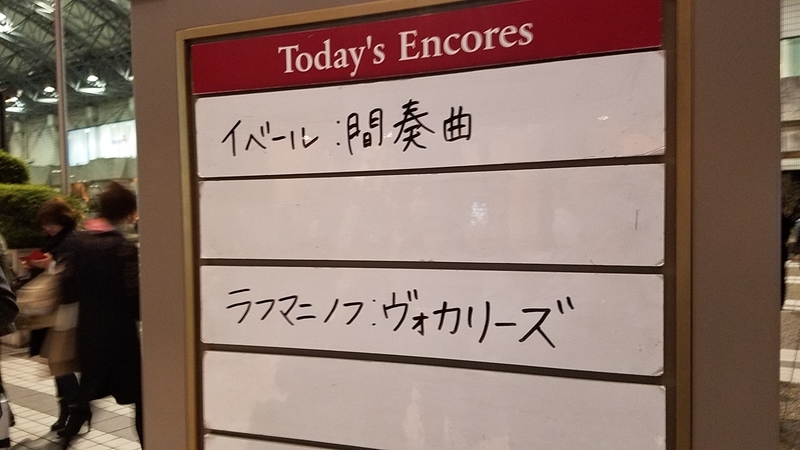 Today's Encores
イベール:間奏曲
ラフマニノフ:ヴォカリーズ